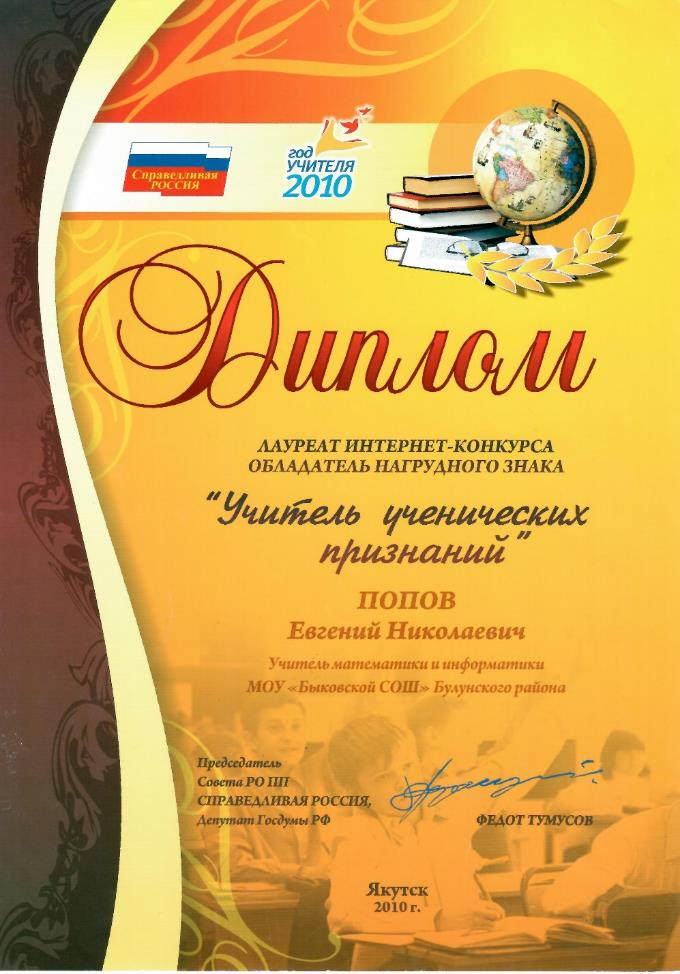 Справедливая
РОССИЯ
ГОД
УЧИТЕЛЯ
2010
Диплом
ЛАУРЕАТ ИНТЕРНЕТ-КОНКУРСА
ОБЛАДАТЕЛЬ НАГРУДНОГО ЗНАКА
“Учитель ученических
признаний”
ПОПОВ
Евгений Николаевич
Учитель математики и информатики
МОУ «Быковской СОШ» Булунского района
Председатель
Совета РО ПП
СПРАВЕДЛИВАЯ РОССИЯ,
Депутат Госдумы РФ
ФЕДОТ ТУМУСОВ
Якутск
2010 г.